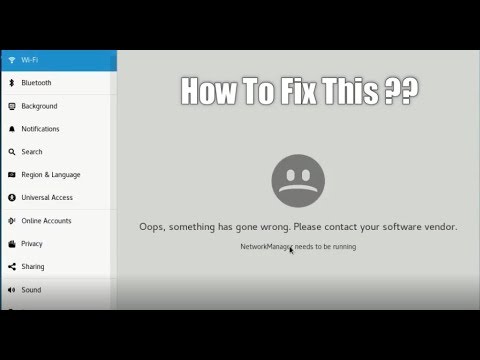 Wi-Fi
Bluetooth
Background
Notifications
Search
Region & Language
Universal Access
Online Accounts
Privacy
Sharing
Sound
How To Fix This ??
Oops, something has gone wrong. Please contact your software vendor.
NetworkManager needs to be running